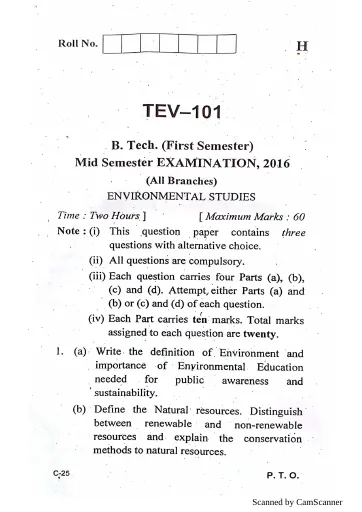 Roll No.
H
TEV–101
B. Tech. (First Semester)
Mid Semester EXAMINATION, 2016
(All Branches)
ENVIRONMENTAL STUDIES
Time : Two Hours ] [ Maximum Marks : 60
Note : (i) This question paper contains three
questions with alternative choice.
(ii) All questions are compulsory.
(iii) Each question carries four Parts (a), (b),
(c) and (d). Attempt either Parts (a) and
(b) or (c) and (d) of each question.
(iv) Each Part carries ten marks. Total marks
assigned to each question are twenty.
1. (a) Write the definition of Environment and
importance of Environmental Education
needed for public awareness and
sustainability.
(b) Define the Natural resources. Distinguish
between renewable and non-renewable
resources and explain the conservation
methods to natural resources.
C-25 P. T. O.
Scanned by CamScanner